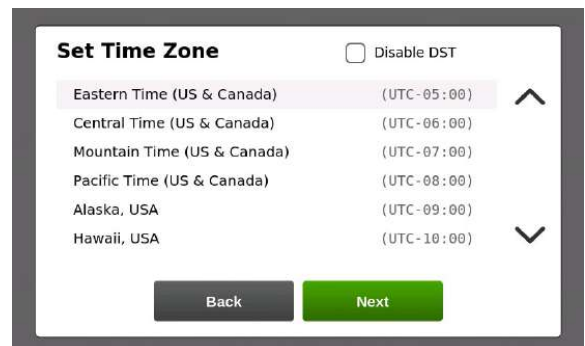 Set Time Zone Disable DST
Eastern Time (US & Canada) (UTC-05:00)
Central Time (US & Canada) (UTC-06:00)
Mountain Time (US & Canada) (UTC-07:00)
Pacific Time (US & Canada) (UTC-08:00)
Alaska, USA (UTC-09:00)
Hawaii, USA (UTC-10:00)
Back Next